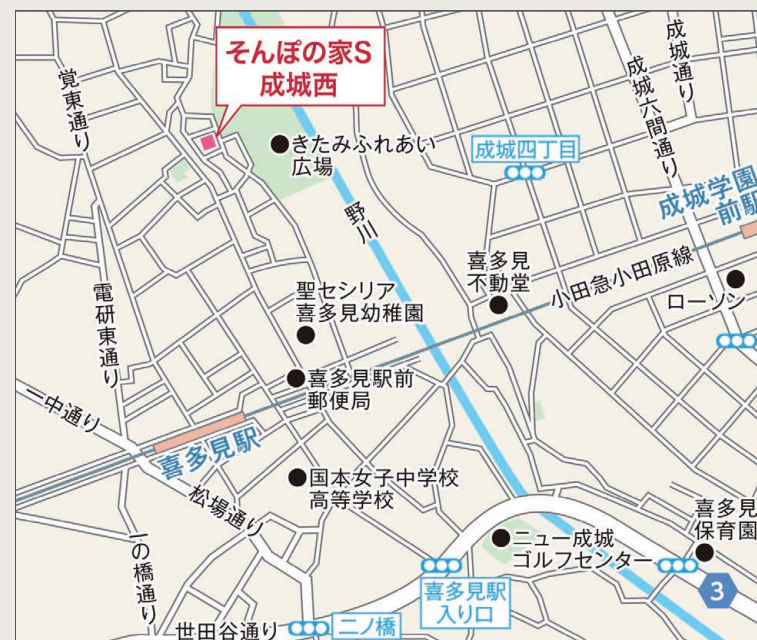 そんぽの家S
成城西
覚東通り
きたみふれあい
広場
成城四丁目
成城六間通り
成城通り
成城学園
前駅
野川
喜多見
不動堂
小田急小田原線
ローソン
電研東通り
聖セシリア
喜多見幼稚園
喜多見駅前
郵便局
一中通り
喜多見駅
国本女子中学校
高等学校
松場通り
一の橋通り
ニュー成城
ゴルフセンター
喜多見
保育園
3
喜多見駅
入り口
世田谷通り
二ノ橋